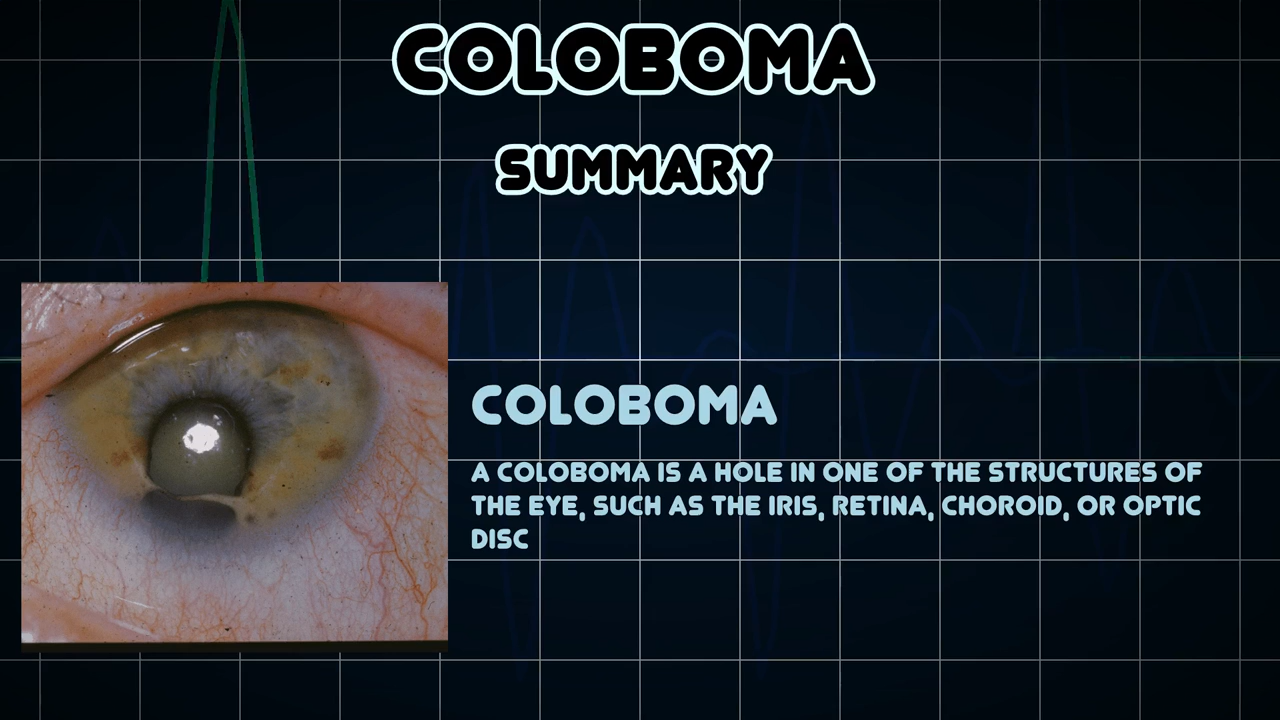 COLOBOMA
SUMMARY
COLOBOMA
A COLOBOMA IS A HOLE IN ONE OF THE STRUCTURES OF
THE EYE, SUCH AS THE IRIS, RETINA, CHOROID, OR OPTIC
DISC